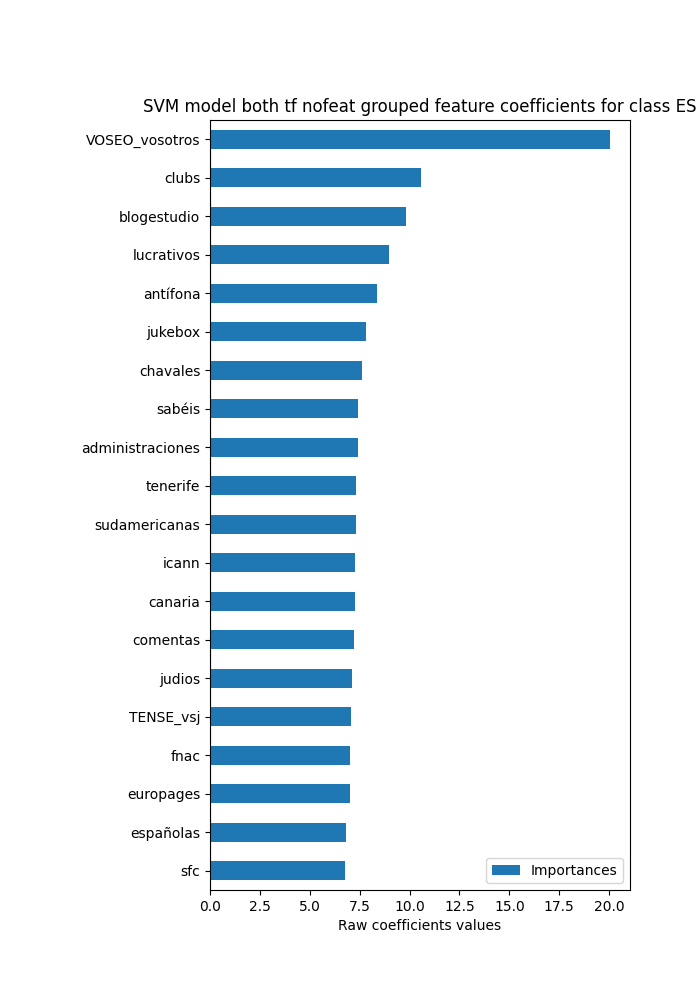 SVM model both tf nofeat grouped feature coefficients for class ES
VOSEO_vosotros
clubs
blogestudio
lucrativos
antífona
jukebox
chavales
sabéis
administraciones
tenerife
sudamericanas
icann
canaria
comentas
judios
TENSE_vsj
fnac
europages
españolas
sfc
Importances
0.0 2.5 5.0 7.5 10.0 12.5 15.0 17.5 20.0
Raw coefficients values